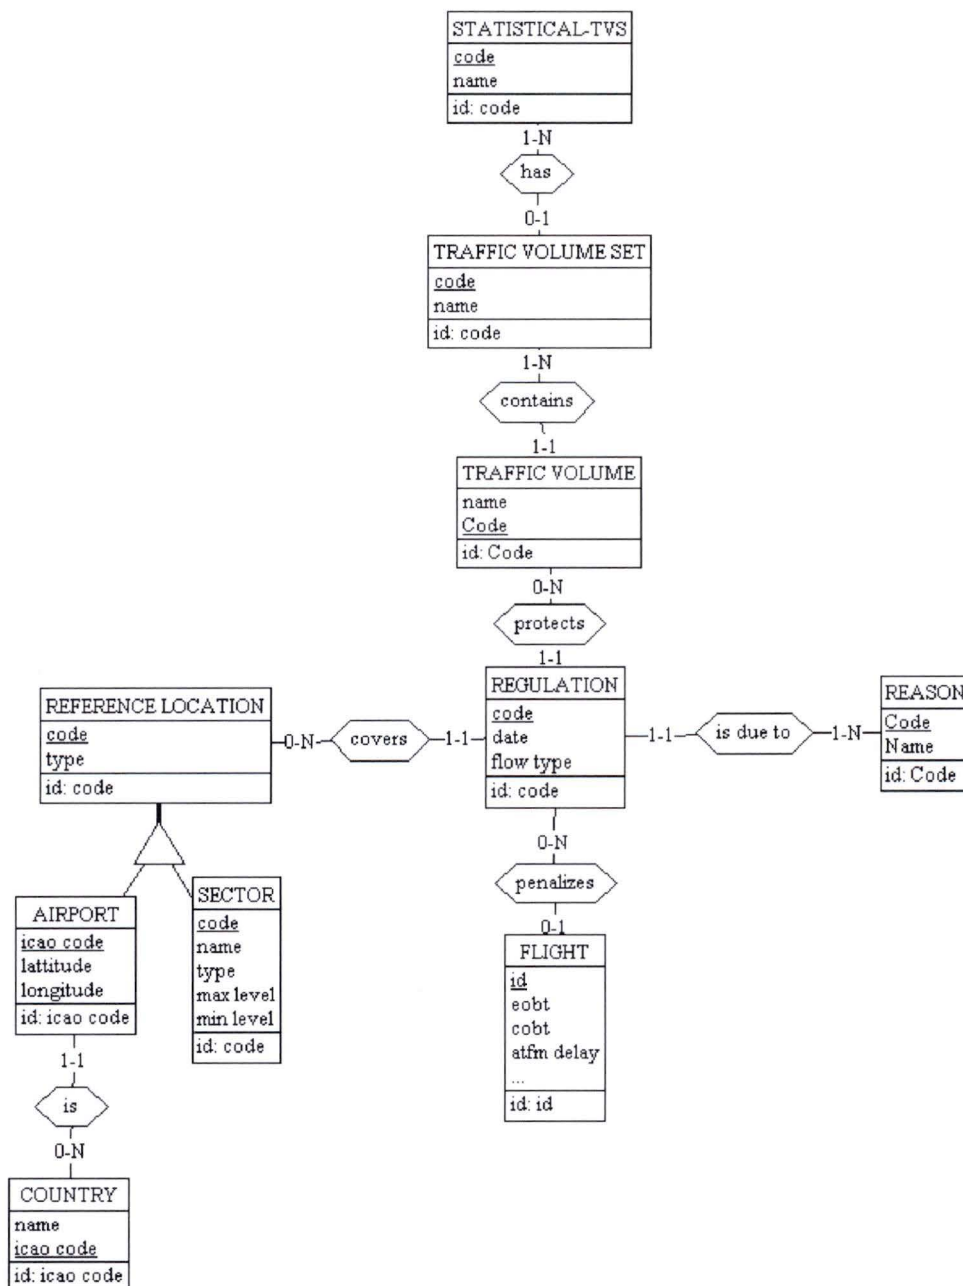 STATISTICAL-TVS
code
name
id: code
1-N
has
0-1
TRAFFIC VOLUME SET
code
name
id: code
1-N
contains
1-1
TRAFFIC VOLUME
name
Code
id: Code
0-N
protects
1-1
REGULATION
code
date
flow type
id: code
REFERENCE LOCATION
code
type
id: code
0-N
covers
1-1
1-1
is due to
1-N
REASON
Code
Name
id: Code
0-N
penalizes
0-1
FLIGHT
id
eobt
cobt
atfm delay
...
id: id
SECTOR
code
name
type
max level
min level
id: code
AIRPORT
icao code
lattitude
longitude
id: icao code
1-1
is
0-N
COUNTRY
name
icao code
id: icao code